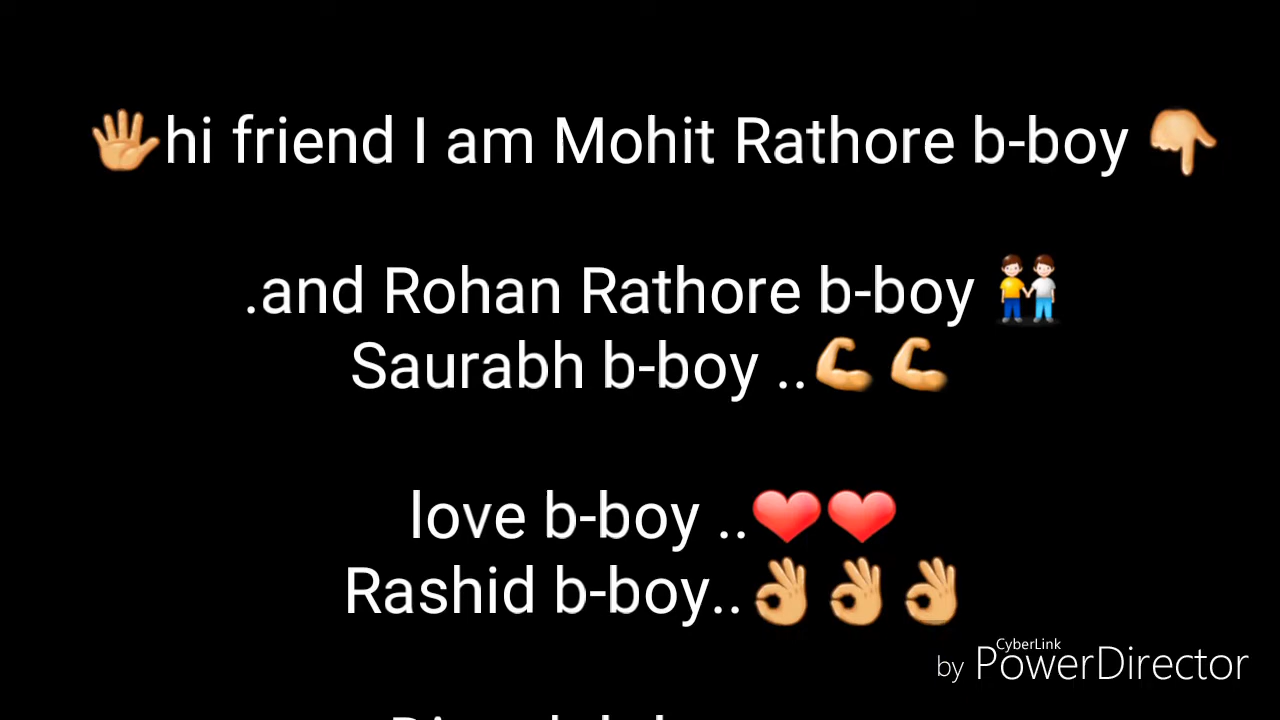 🖐hi friend I am Mohit Rathore b-boy 👇
.and Rohan Rathore b-boy 👬
Saurabh b-boy ..💪💪
love b-boy ..❤❤
Rashid b-boy..👌👌👌
by CyberLink PowerDirector